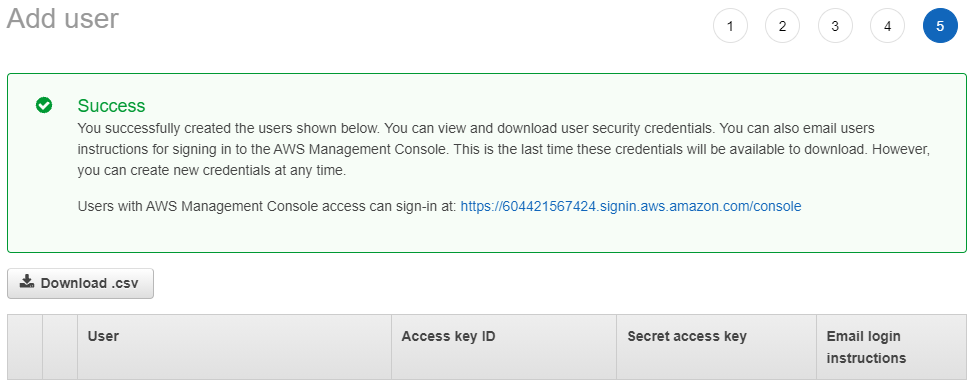 Add user
1 2 3 4 5
Success
You successfully created the users shown below. You can view and download user security credentials. You can also email users
instructions for signing in to the AWS Management Console. This is the last time these credentials will be available to download. However,
you can create new credentials at any time.
Users with AWS Management Console access can sign-in at: https://604421567424.signin.aws.amazon.com/console
Download .csv
User Access key ID Secret access key Email login
instructions